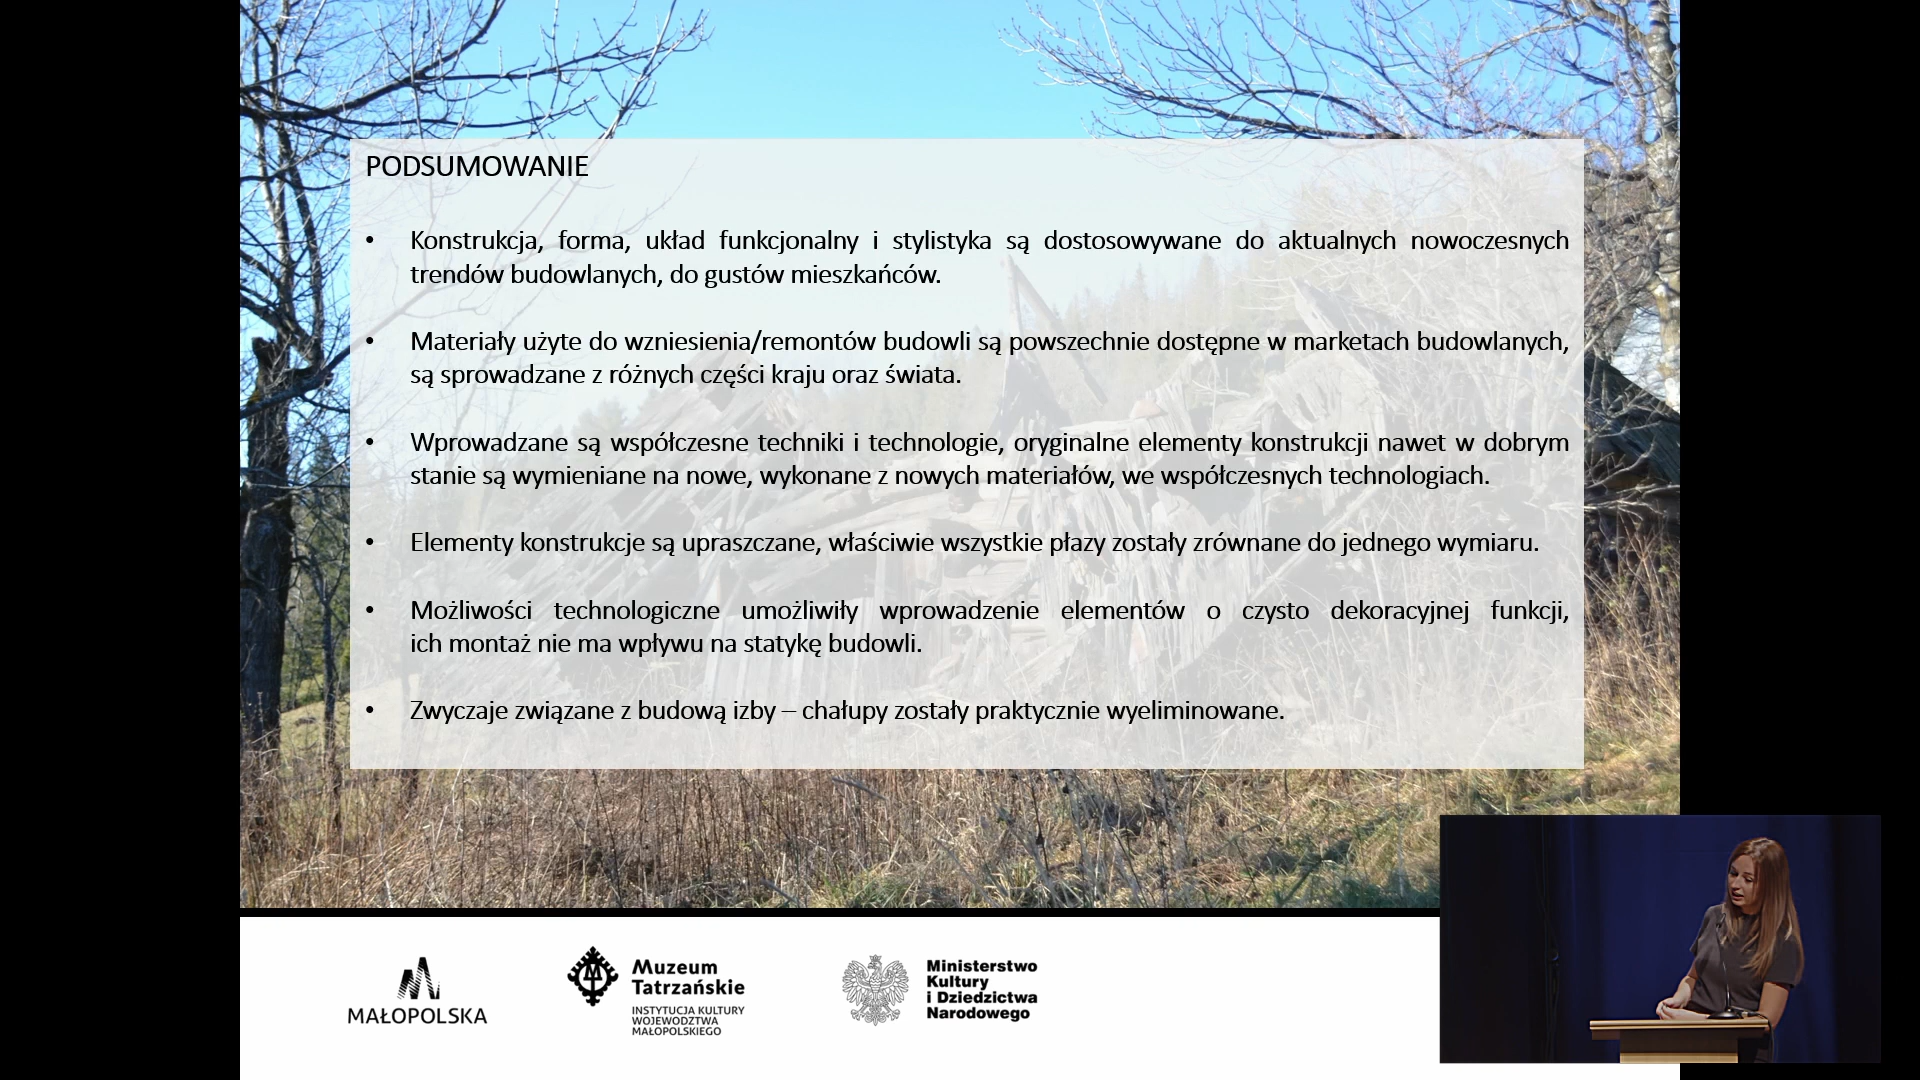 PODSUMOWANIE
• Konstrukcja, forma, układ funkcjonalny i stylistyka są dostosowywane do aktualnych nowoczesnych
trendów budowlanych, do gustów mieszkańców.
• Materiały użyte do wzniesienia/remontów budowli są powszechnie dostępne w marketach budowlanych,
są sprowadzane z różnych części kraju oraz świata.
• Wprowadzane są współczesne techniki i technologie, oryginalne elementy konstrukcji nawet w dobrym
stanie są wymieniane na nowe, wykonane z nowych materiałów, we współczesnych technologiach.
• Elementy konstrukcje są upraszczane, właściwie wszystkie płazy zostały zrównane do jednego wymiaru.
• Możliwości technologiczne umożliwiły wprowadzenie elementów o czysto dekoracyjnej funkcji,
ich montaż nie ma wpływu na statykę budowli.
• Zwyczaje związane z budową izby – chałupy zostały praktycznie wyeliminowane.
MAŁOPOLSKA
Muzeum
Tatrzańskie
INSTYTUCJA KULTURY
WOJEWÓDZTWA
MAŁOPOLSKIEGO
Ministerstwo
Kultury
i Dziedzictwa
Narodowego